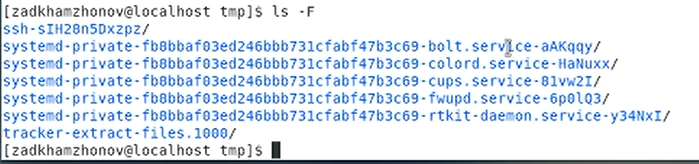 [zadkhamzhonov@localhost tmp]$ ls -F
ssh-sIH28n5Dxzpz/
systemd-private-fb8bbaf03ed246bbb731cfabf47b3c69-bolt.service-aAKqqy/
systemd-private-fb8bbaf03ed246bbb731cfabf47b3c69-colord.service-HaNuxx/
systemd-private-fb8bbaf03ed246bbb731cfabf47b3c69-cups.service-81vw2I/
systemd-private-fb8bbaf03ed246bbb731cfabf47b3c69-fwupd.service-6p0lQ3/
systemd-private-fb8bbaf03ed246bbb731cfabf47b3c69-rtkit-daemon.service-y34NxI/
tracker-extract-files.1000/
[zadkhamzhonov@localhost tmp]$